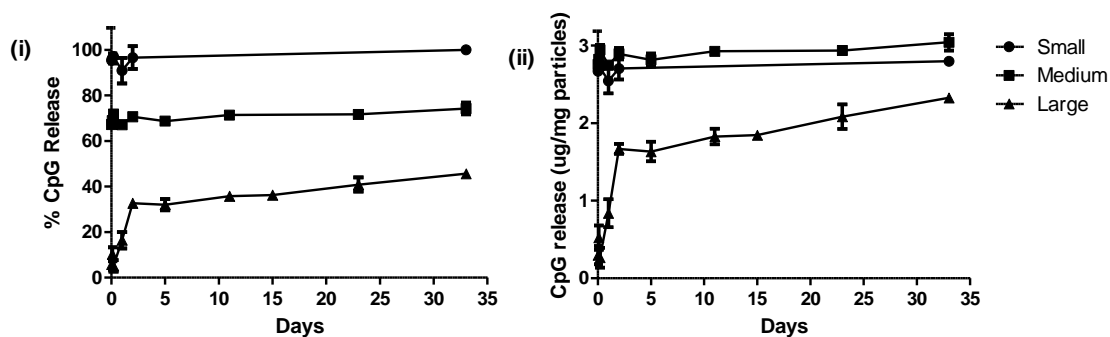 (i)
% CpG Release
100
80
60
40
20
0
0 5 10 15 20 25 30 35
Days
(ii)
CpG release (ug/mg particles)
3
2
1
0
0 5 10 15 20 25 30 35
Days
Small
Medium
Large